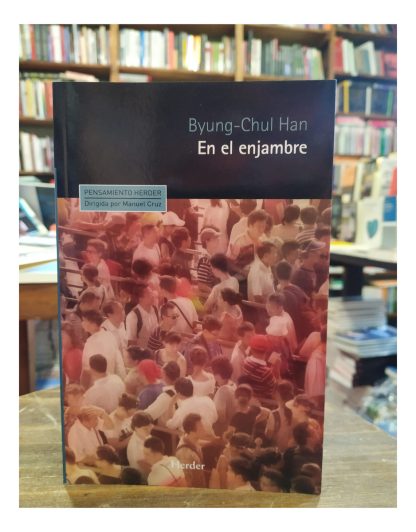 Byung-Chul Han
En el enjambre
PENSAMIENTO HERDER
Dirigida por Manuel Cruz
Herder